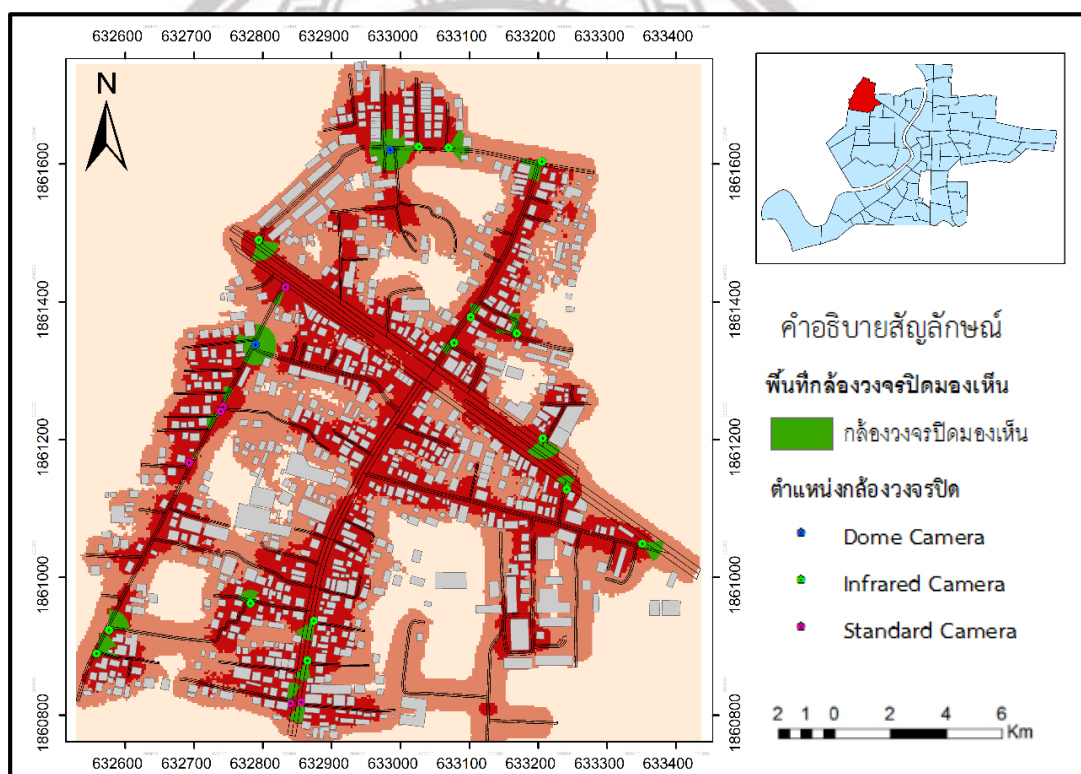 632600 632700 632800 632900 633000 633100 633200 633300 633400
N
1861600 1861600
1861400 1861400
1861200 1861200
1861000 1861000
1860800 1860800
632600 632700 632800 632900 633000 633100 633200 633300 633400
คำอธิบายสัญลักษณ์
พื้นที่กล้องวงจรปิดมองเห็น
กล้องวงจรปิดมองเห็น
ตำแหน่งกล้องวงจรปิด
Dome Camera
Infrared Camera
Standard Camera
2 1 0 2 4 6
Km